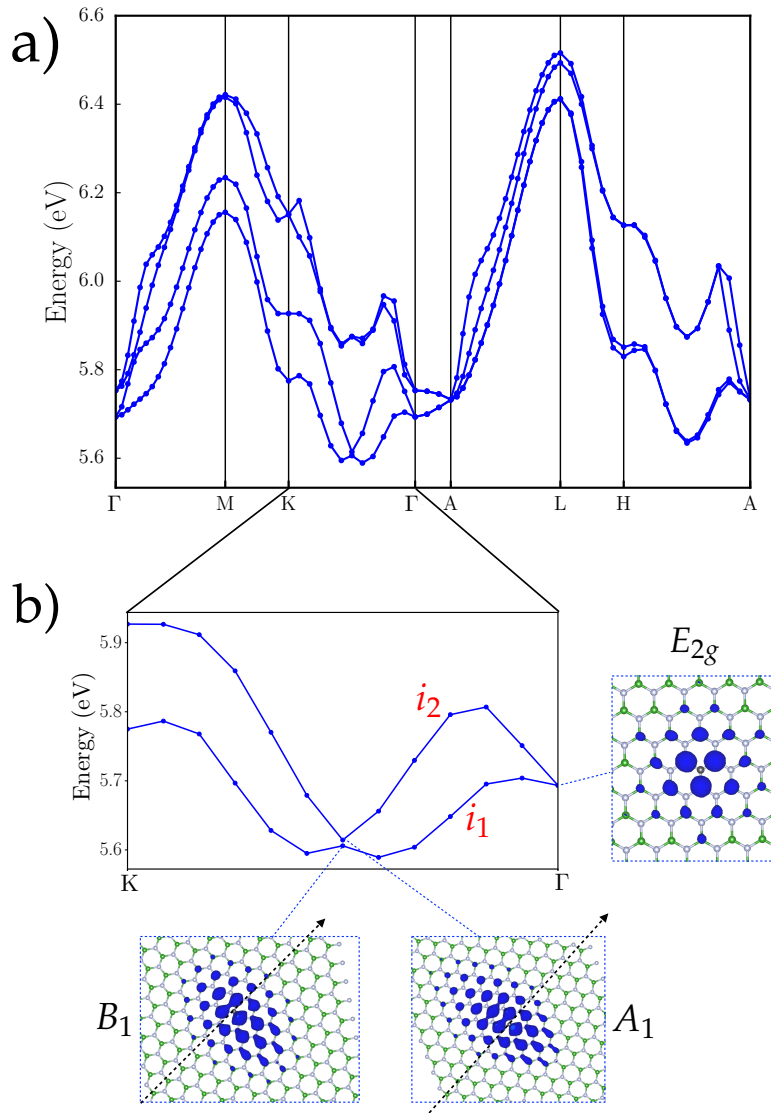 a)
6.6
6.4
6.2
6.0
5.8
5.6
Energy (eV)
Γ M K Γ A L H A
b)
5.9
5.8
5.7
5.6
Energy (eV)
i2
i1
K Γ
E2g
B1
A1